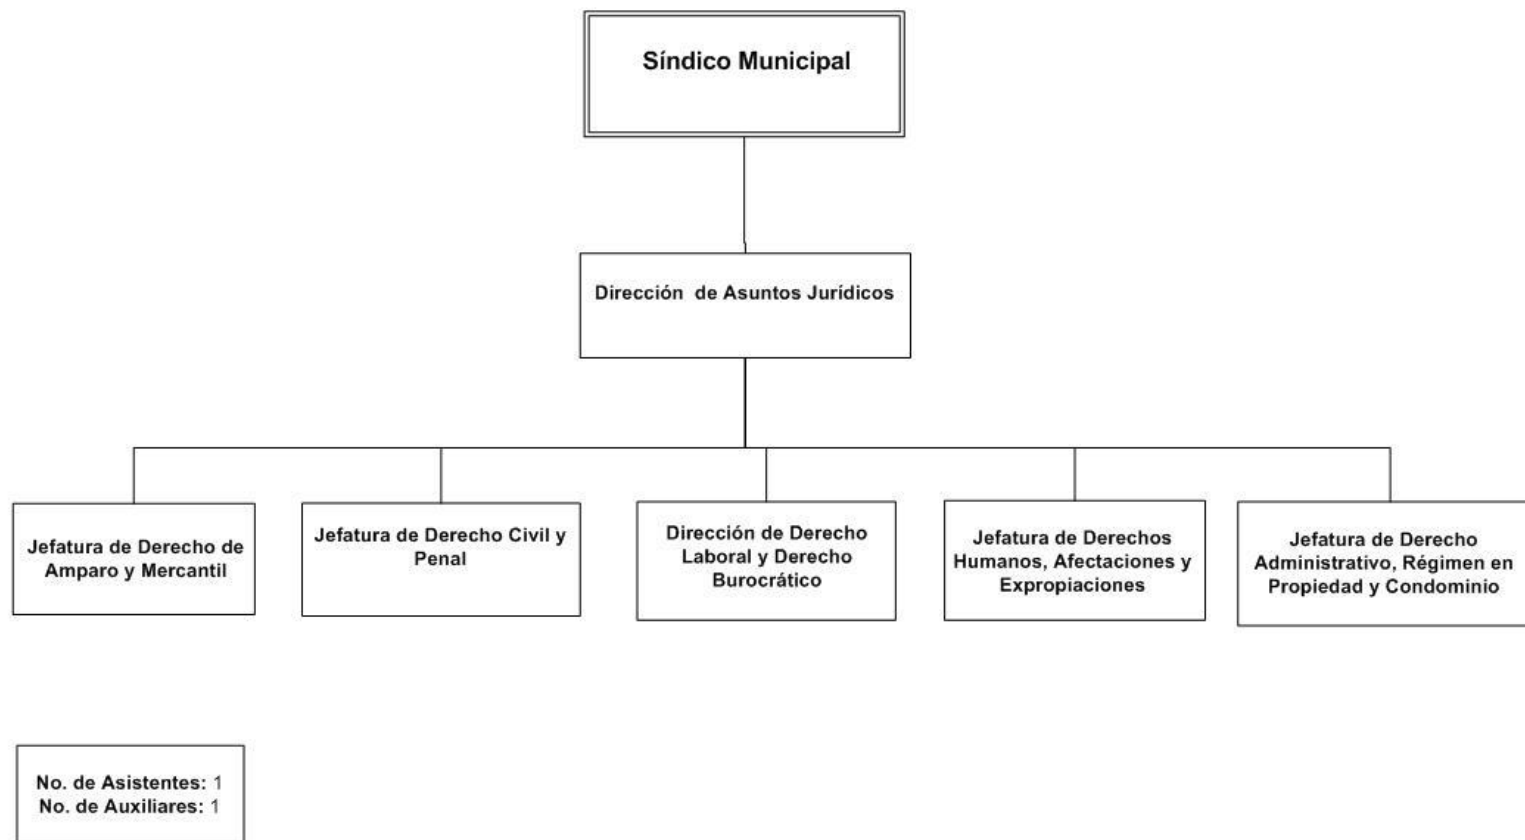 Síndico Municipal
Dirección de Asuntos Jurídicos
Jefatura de Derecho de
Amparo y Mercantil
Jefatura de Derecho Civil y
Penal
Dirección de Derecho
Laboral y Derecho
Burocrático
Jefatura de Derechos
Humanos, Afectaciones y
Expropiaciones
Jefatura de Derecho
Administrativo, Régimen en
Propiedad y Condominio
No. de Asistentes: 1
No. de Auxiliares: 1